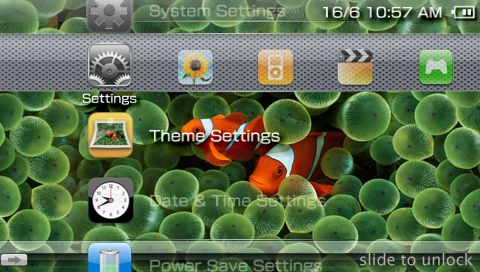 System Settings
16/6 10:57 AM
Settings
Theme Settings
Date & Time Settings
slide to unlock
Power Save Settings